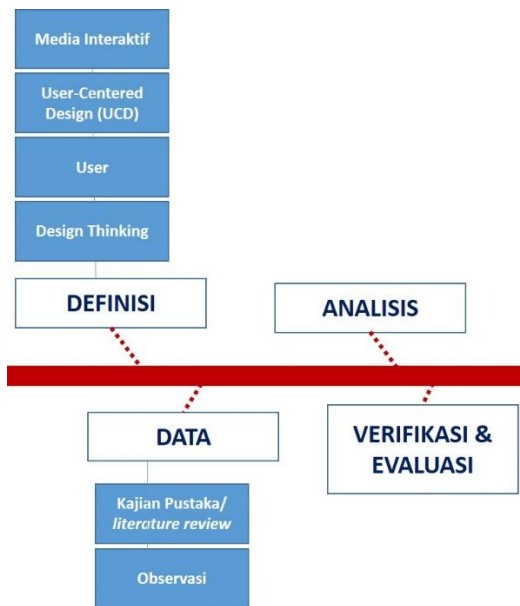 Media Interaktif
User-Centered
Design (UCD)
User
Design Thinking
DEFINISI
ANALISIS
DATA
VERIFIKASI &
EVALUASI
Kajian Pustaka/
literature review
Observasi